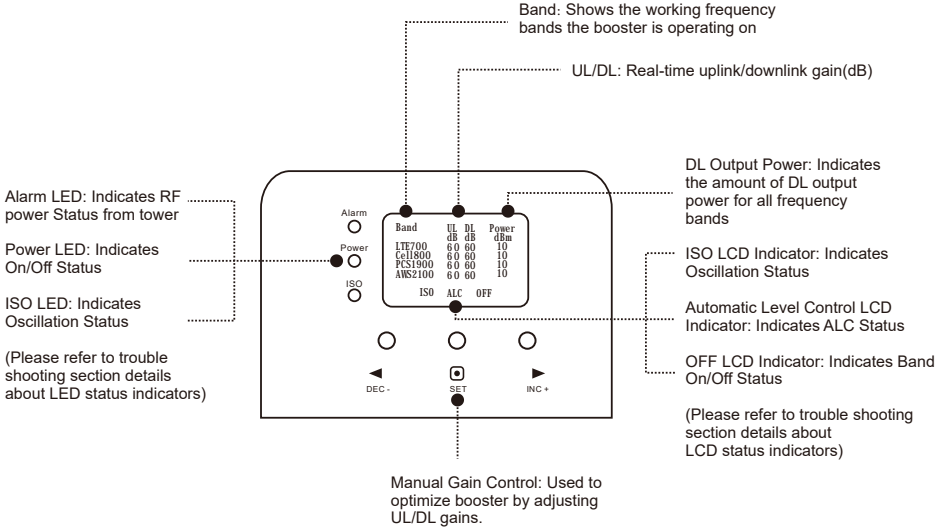 Band: Shows the working frequency
bands the booster is operating on
UL/DL: Real-time uplink/downlink gain(dB)
DL Output Power: Indicates
the amount of DL output
power for all frequency
bands
Alarm LED: Indicates RF
power Status from tower
Power LED: Indicates
On/Off Status
ISO LED: Indicates
Oscillation Status
(Please refer to trouble
shooting section details
about LED status indicators)
Alarm
Power
ISO
Band UL DL Power
dB dB dBm
LTE700 60 60 10
Cell800 60 60 10
PCS1900 60 60 10
AWS2100 60 60 10
ISO ALC OFF
DEC - SET INC +
ISO LCD Indicator: Indicates
Oscillation Status
Automatic Level Control LCD
Indicator: Indicates ALC Status
OFF LCD Indicator: Indicates Band
On/Off Status
(Please refer to trouble shooting
section details about
LCD status indicators)
Manual Gain Control: Used to
optimize booster by adjusting
UL/DL gains.